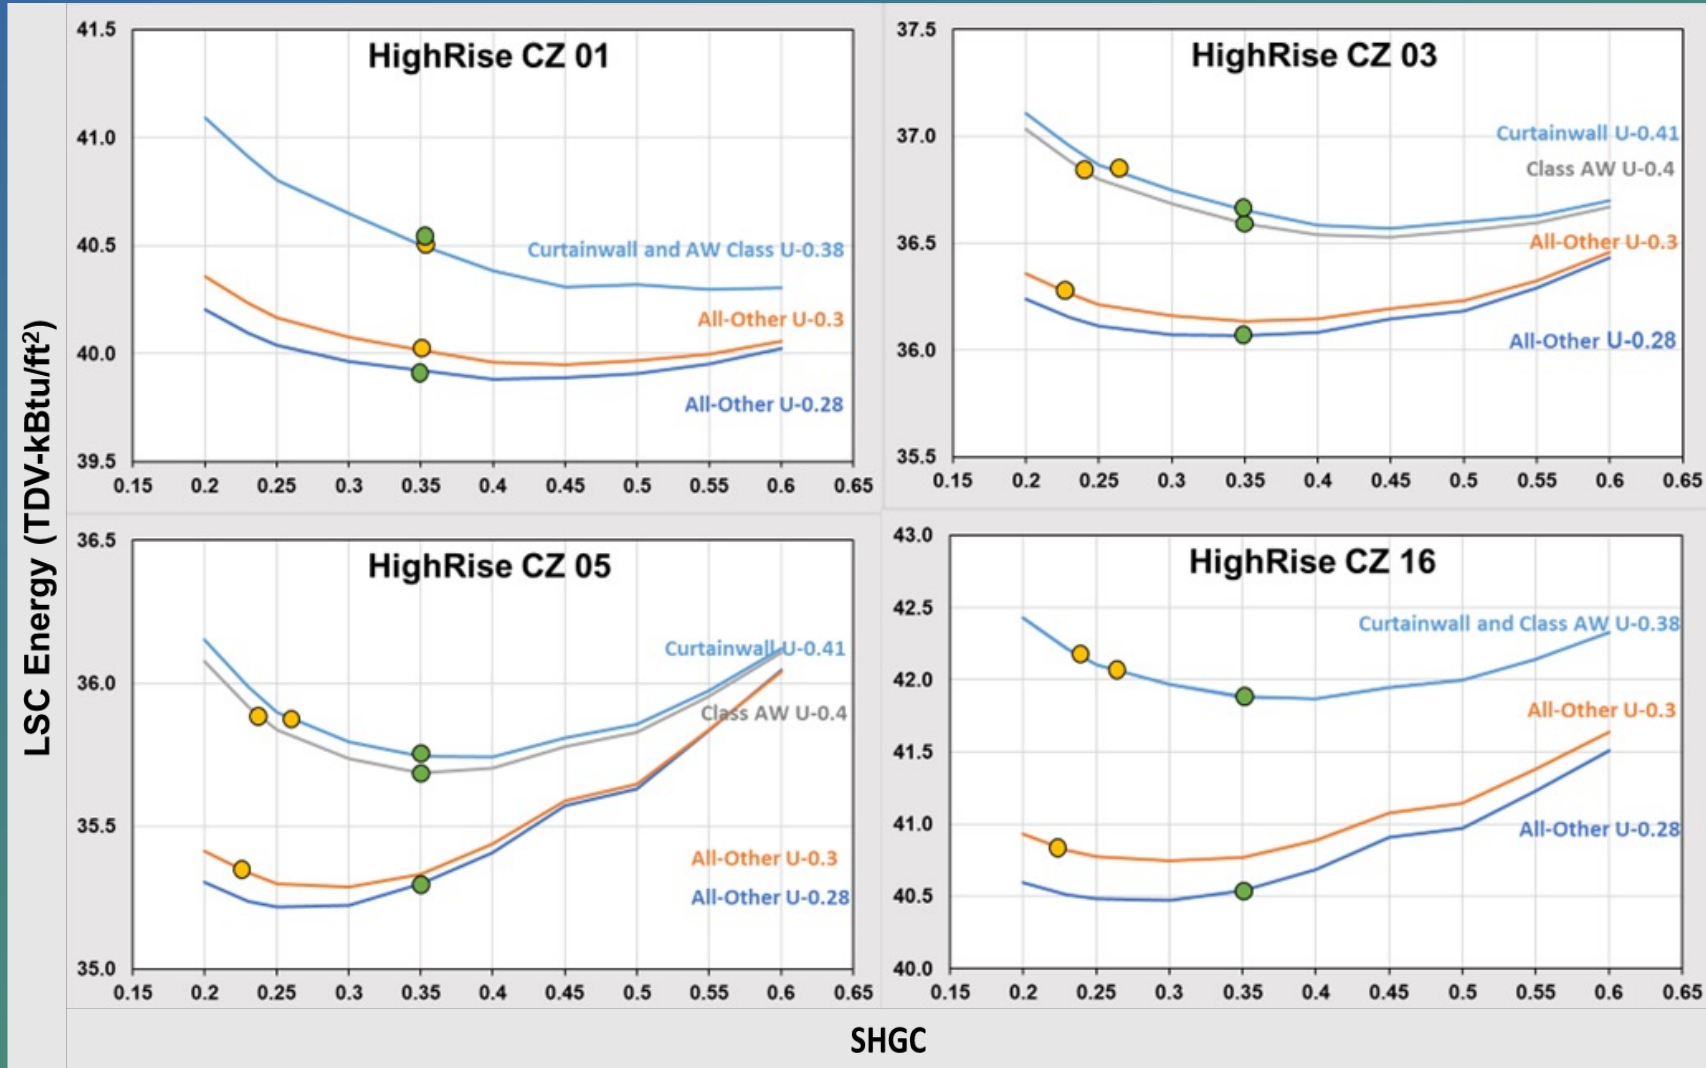 LSC Energy (TDV-kBtu/ft²)
HighRise CZ 01
41.5
41.0
40.5
40.0
39.5
Curtainwall and AW Class U-0.38
All-Other U-0.3
All-Other U-0.28
0.15 0.2 0.25 0.3 0.35 0.4 0.45 0.5 0.55 0.6 0.65
HighRise CZ 03
37.5
37.0
36.5
36.0
35.5
Curtainwall U-0.41
Class AW U-0.4
All-Other U-0.3
All-Other U-0.28
0.15 0.2 0.25 0.3 0.35 0.4 0.45 0.5 0.55 0.6 0.65
HighRise CZ 05
36.5
36.0
35.5
35.0
Curtainwall U-0.41
Class AW U-0.4
All-Other U-0.3
All-Other U-0.28
0.15 0.2 0.25 0.3 0.35 0.4 0.45 0.5 0.55 0.6 0.65
HighRise CZ 16
43.0
42.5
42.0
41.5
41.0
40.5
40.0
Curtainwall and Class AW U-0.38
All-Other U-0.3
All-Other U-0.28
0.15 0.2 0.25 0.3 0.35 0.4 0.45 0.5 0.55 0.6 0.65
SHGC